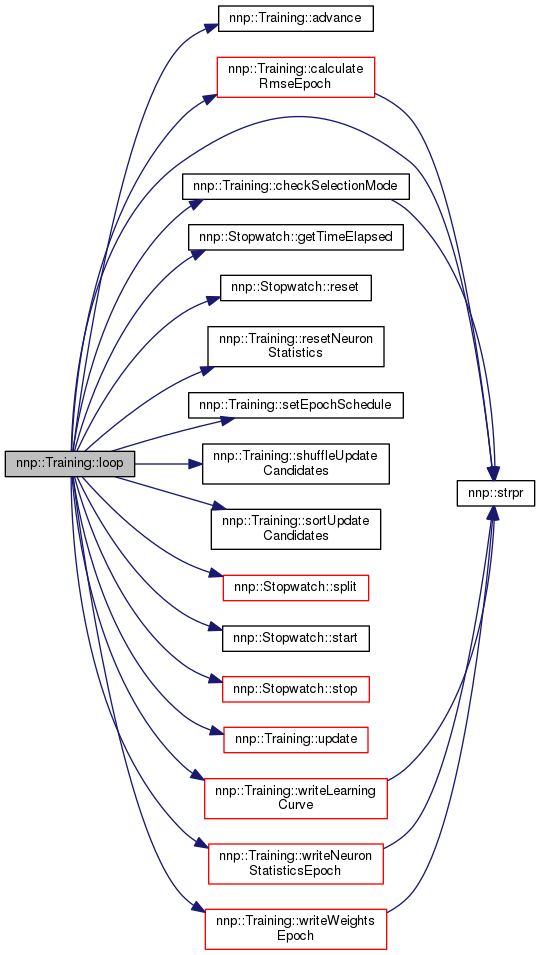 nnp::Training::advance
nnp::Training::calculate
RmseEpoch
nnp::Training::checkSelectionMode
nnp::Stopwatch::getTimeElapsed
nnp::Stopwatch::reset
nnp::Training::resetNeuron
Statistics
nnp::Training::setEpochSchedule
nnp::Training::loop
nnp::Training::shuffleUpdate
Candidates
nnp::strpr
nnp::Training::sortUpdate
Candidates
nnp::Stopwatch::split
nnp::Stopwatch::start
nnp::Stopwatch::stop
nnp::Training::update
nnp::Training::writeLearning
Curve
nnp::Training::writeNeuron
StatisticsEpoch
nnp::Training::writeWeights
Epoch